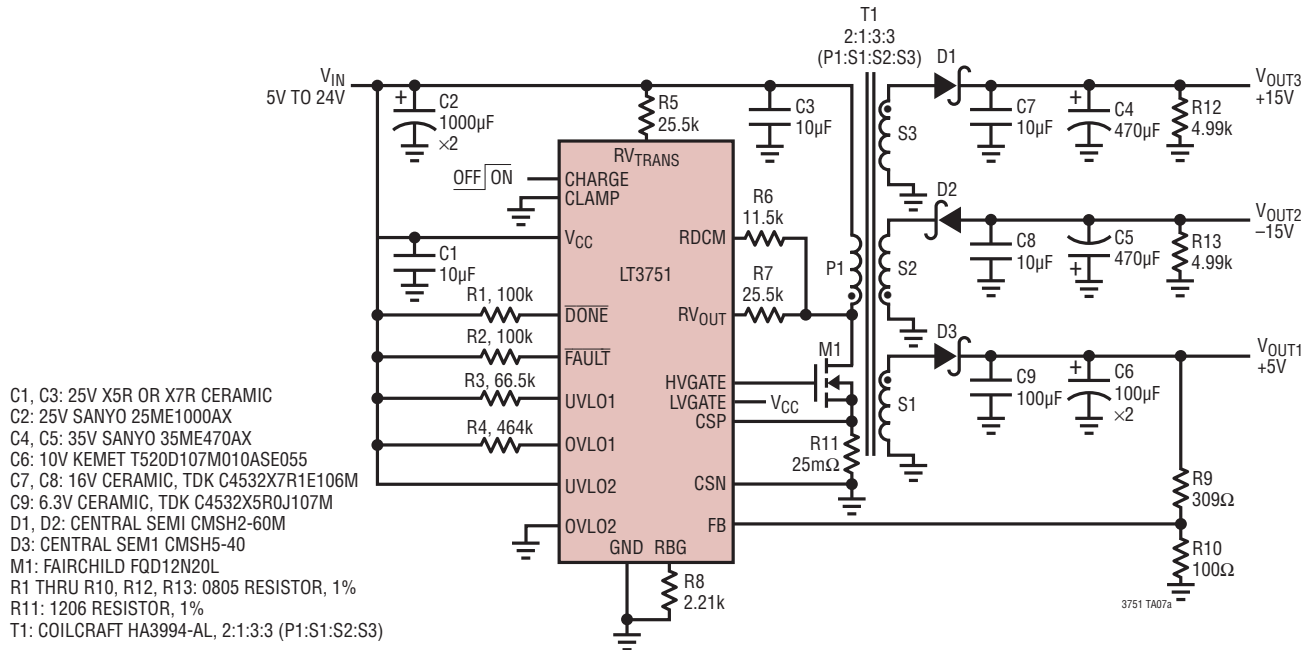 T1
2:1:3:3
(P1:S1:S2:S3)
D1
VIN
5V TO 24V
+
C2
1000µF
×2
R5
25.5k
C3
10µF
C7
10µF
+
C4
470µF
R12
4.99k
VOUT3
+15V
S3
RVTRANS
OFF ON
CHARGE
CLAMP
R6
11.5k
D2
VOUT2
–15V
VCC
RDCM
C1
10µF
LT3751
P1
S2
C8
10µF
C5
470µF
+
R13
4.99k
R7
25.5k
R1, 100k
DONE
RVOUT
D3
VOUT1
+5V
R2, 100k
FAULT
M1
R3, 66.5k
UVLO1
HVGATE
LVGATE
VCC
CSP
S1
C9
100µF
+
C6
100µF
×2
R4, 464k
OVLO1
R11
25mΩ
UVLO2
CSN
R9
309Ω
OVLO2
FB
GND
RBG
R10
100Ω
R8
2.21k
3751 TA07a
C1, C3: 25V X5R OR X7R CERAMIC
C2: 25V SANYO 25ME1000AX
C4, C5: 35V SANYO 35ME470AX
C6: 10V KEMET T520D107M010ASE055
C7, C8: 16V CERAMIC, TDK C4532X7R1E106M
C9: 6.3V CERAMIC, TDK C4532X5R0J107M
D1, D2: CENTRAL SEMI CMSH2-60M
D3: CENTRAL SEM1 CMSH5-40
M1: FAIRCHILD FQD12N20L
R1 THRU R10, R12, R13: 0805 RESISTOR, 1%
R11: 1206 RESISTOR, 1%
T1: COILCRAFT HA3994-AL, 2:1:3:3 (P1:S1:S2:S3)